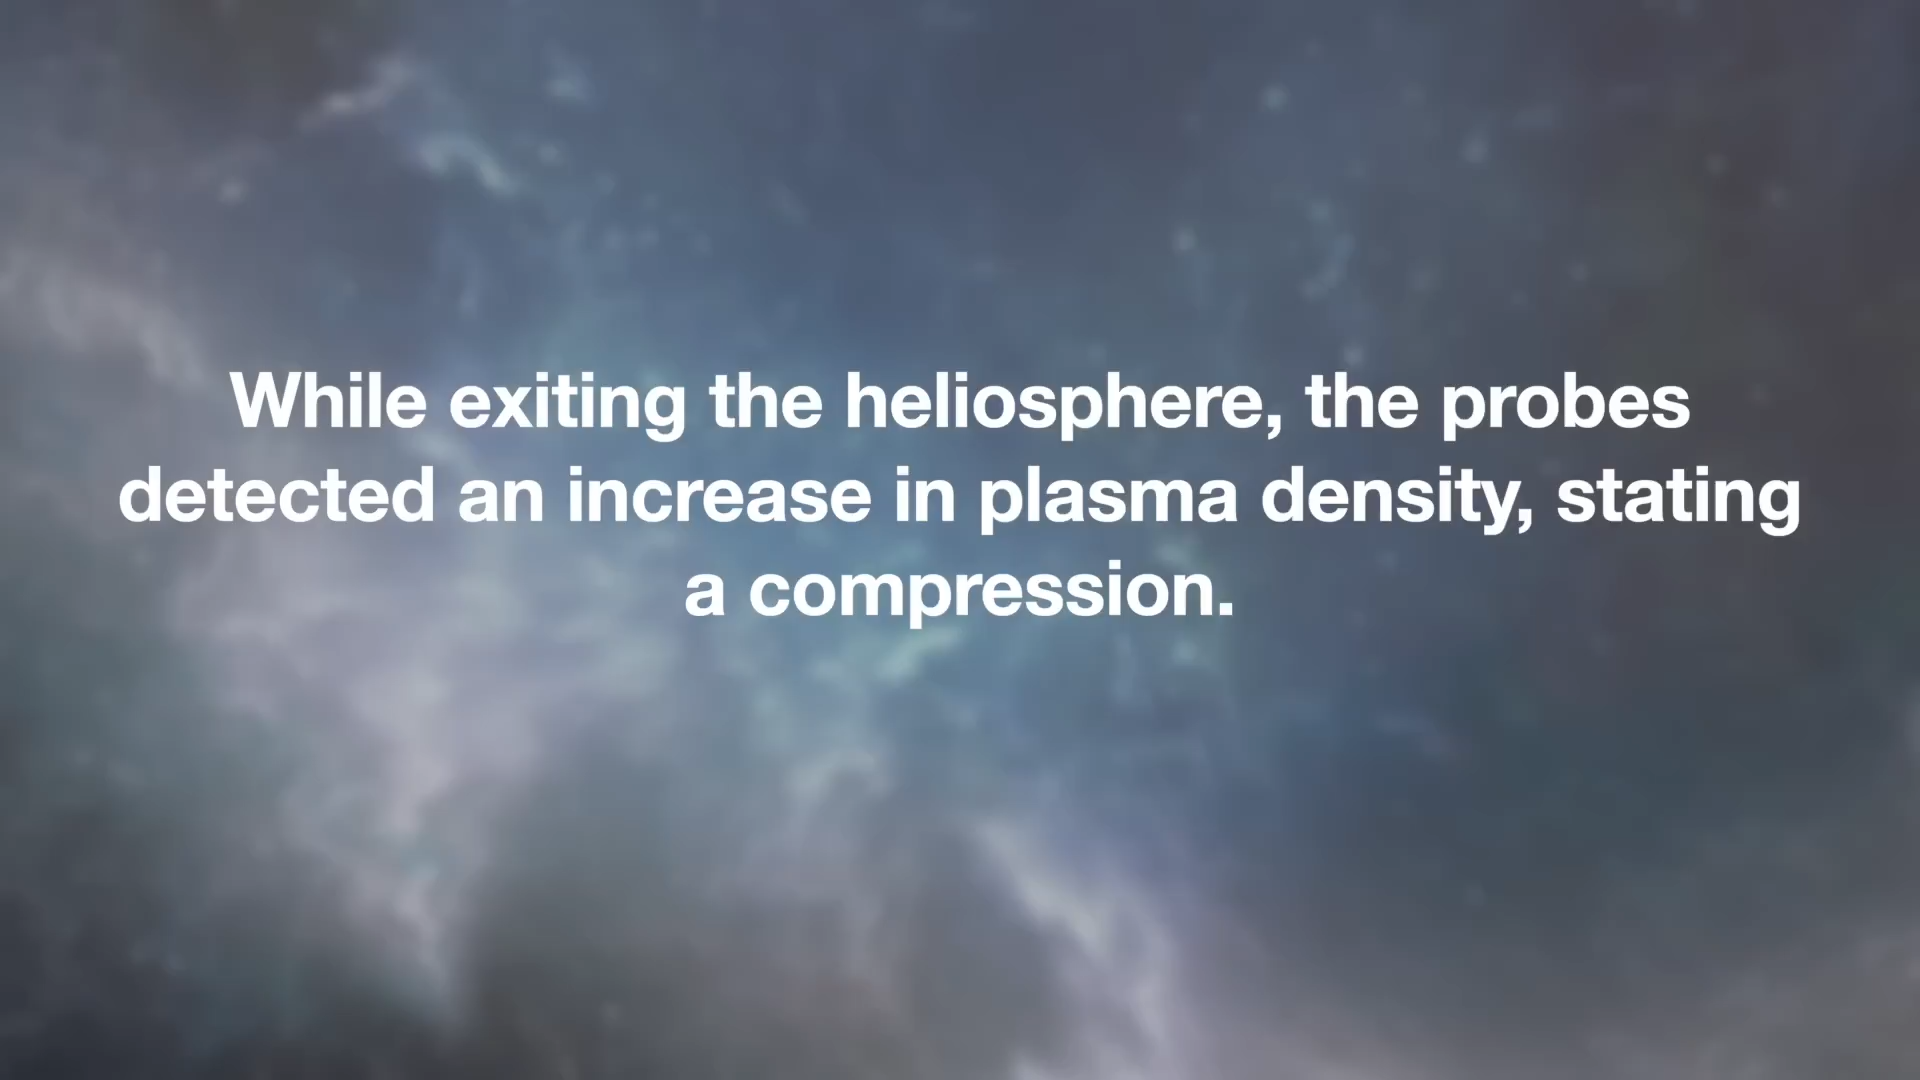 While exiting the heliosphere, the probes
detected an increase in plasma density, stating
a compression.